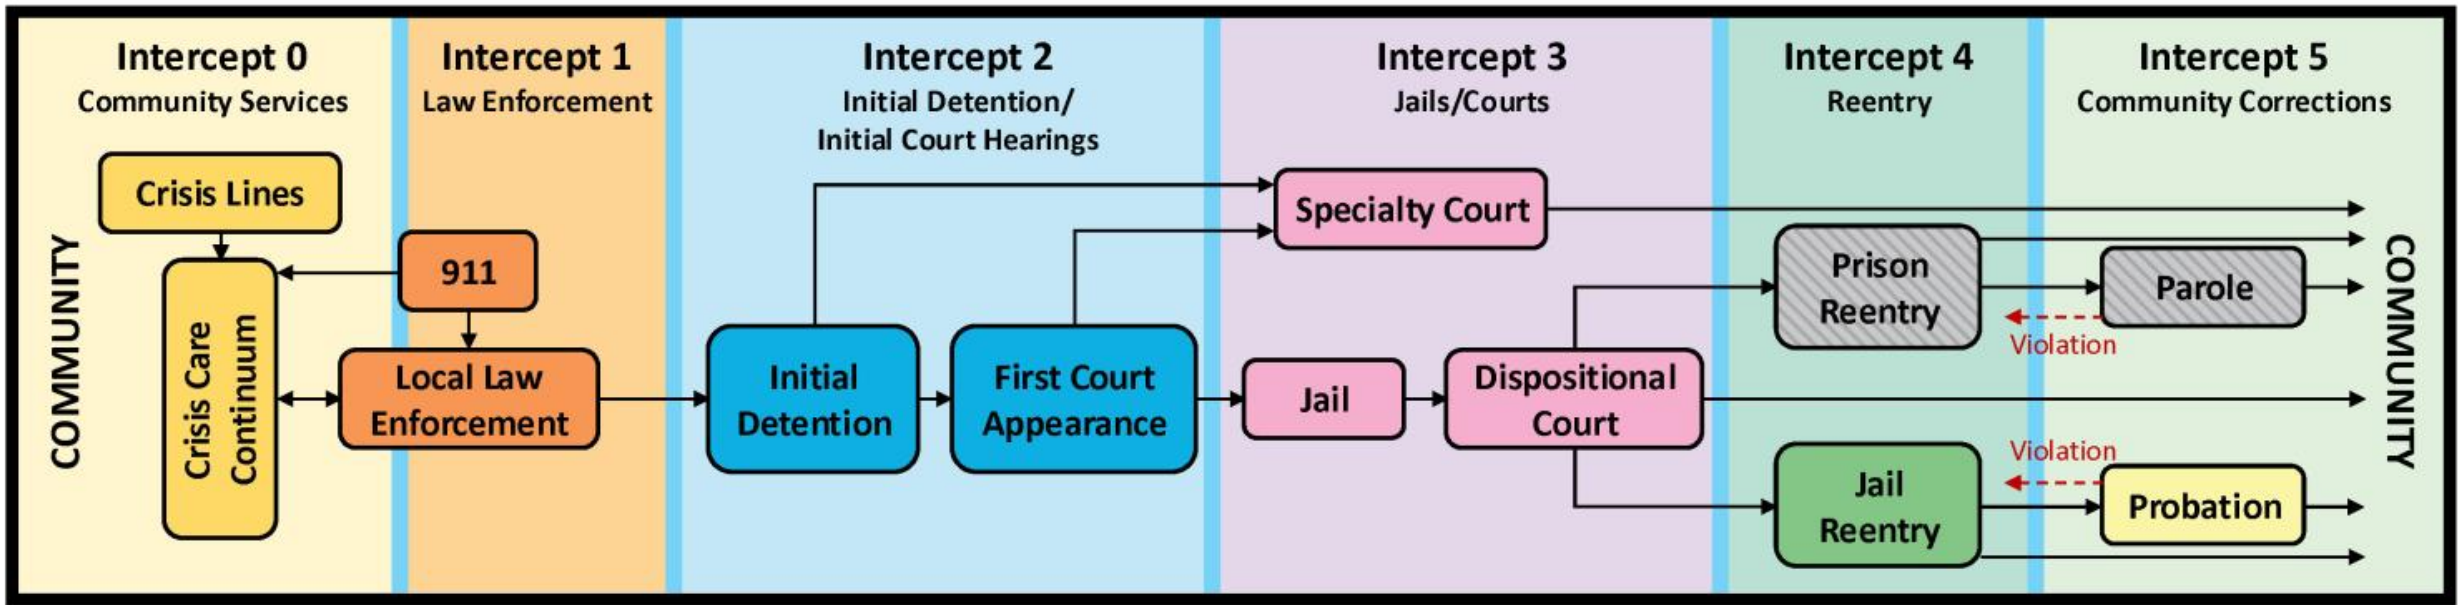 Intercept 0
Community Services
Intercept 1
Law Enforcement
Intercept 2
Initial Detention/
Initial Court Hearings
Intercept 3
Jails/Courts
Intercept 4
Reentry
Intercept 5
Community Corrections
COMMUNITY
Crisis Lines
Crisis Care
Continuum
911
Local Law
Enforcement
Initial
Detention
First Court
Appearance
Specialty Court
Jail
Dispositional
Court
Prison
Reentry
Parole
Violation
Jail
Reentry
Violation
Probation
COMMUNITY